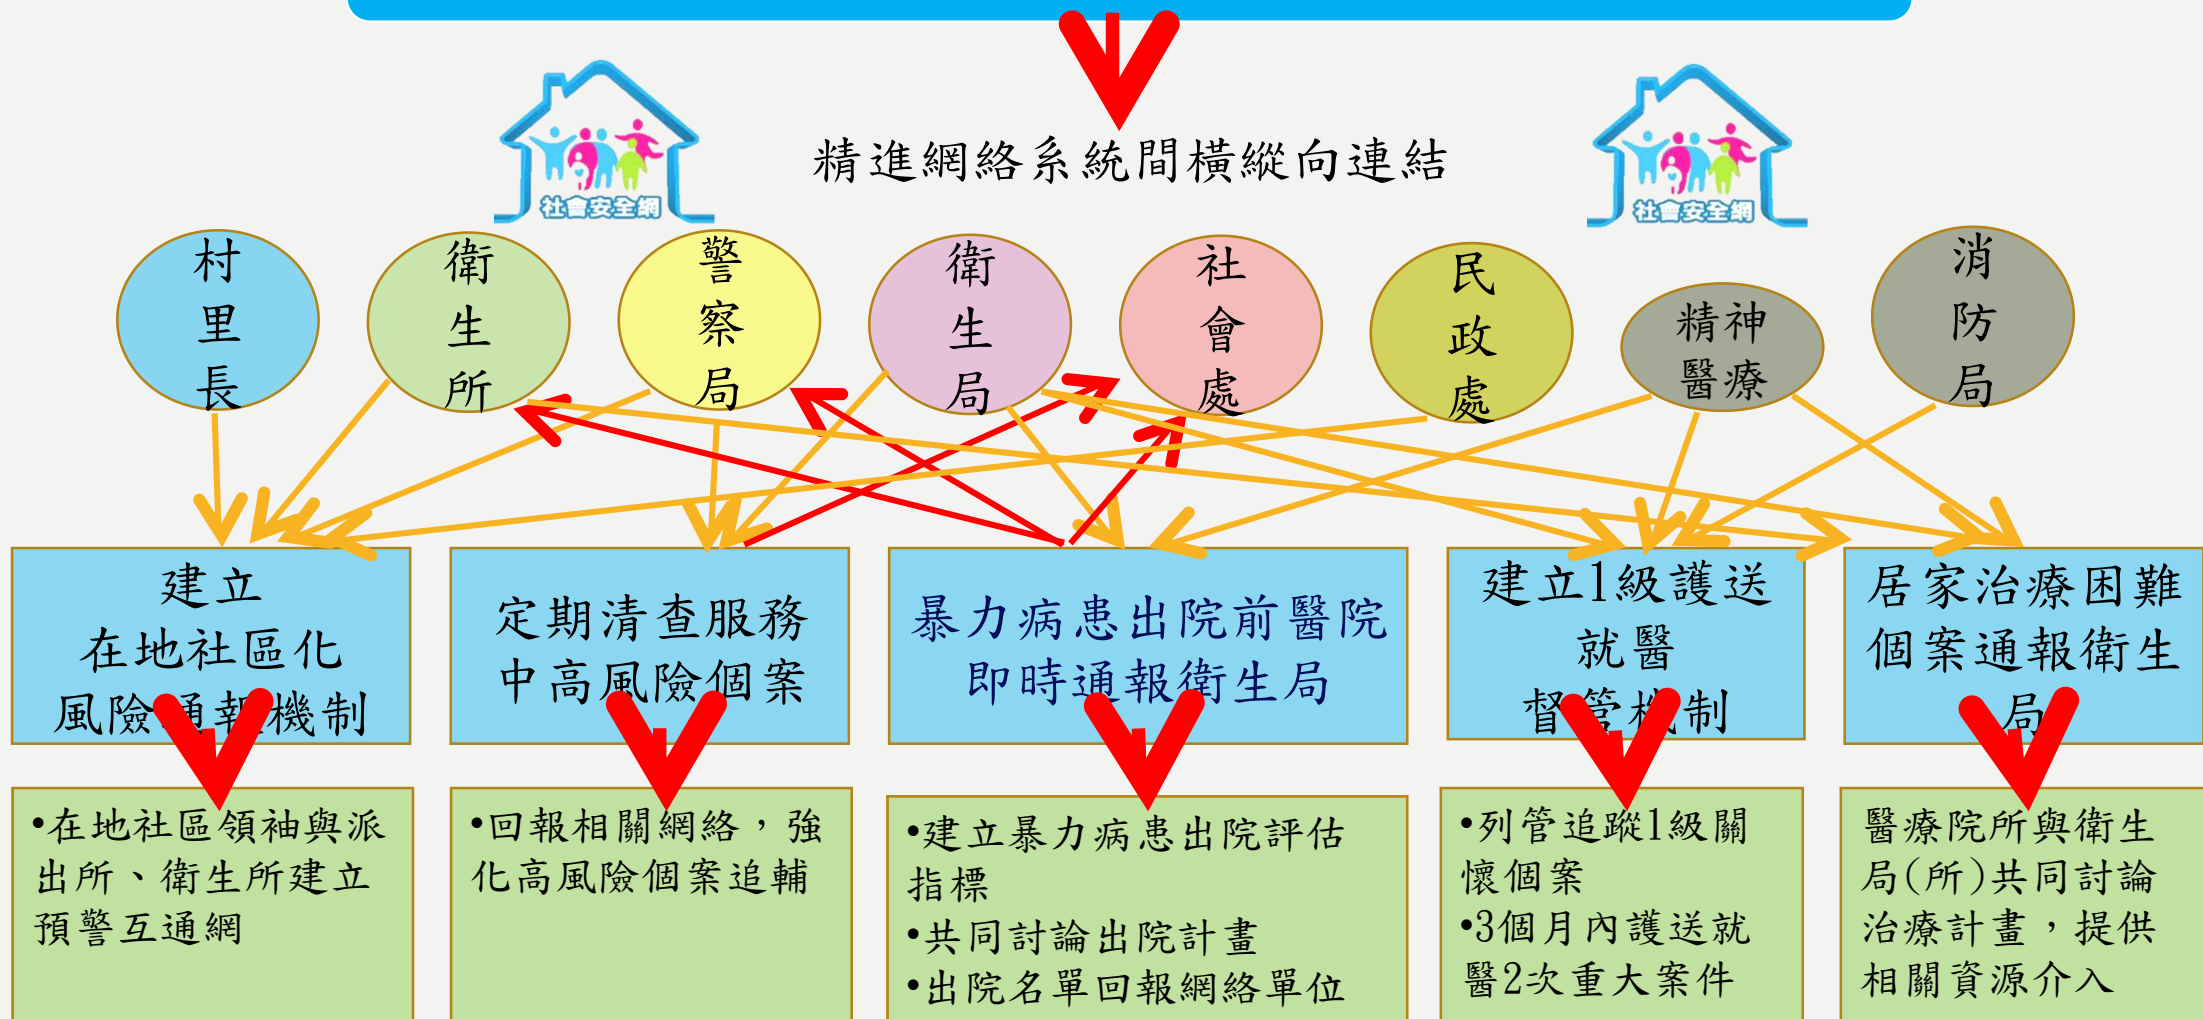 精進網絡系統間橫縱向連結
社會安全網
社會安全網
村里長
衛生所
警察局
衛生局
社會處
民政處
精神
醫療
消防局
建立
在地社區化
風險通報機制
定期清查服務
中高風險個案
暴力病患出院前醫院
即時通報衛生局
建立1級護送
就醫
督管機制
居家治療困難
個案通報衛生
局
•在地社區領袖與派
出所、衛生所建立
預警互通網
•回報相關網絡，強
化高風險個案追輔
•建立暴力病患出院評估
指標
•共同討論出院計畫
•出院名單回報網絡單位
•列管追蹤1級關
懷個案
•3個月內護送就
醫2次重大案件
醫療院所與衛生
局(所)共同討論
治療計畫，提供
相關資源介入